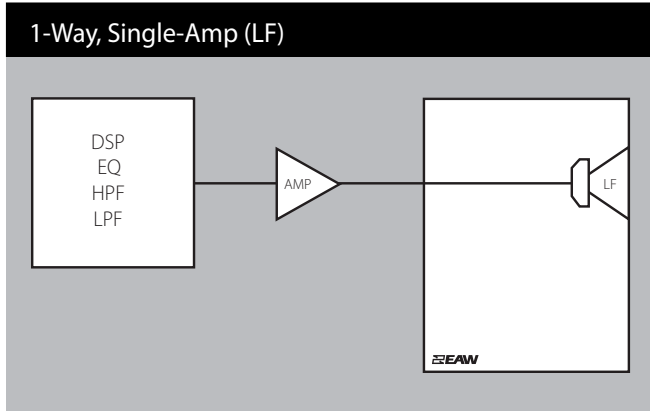 1-Way, Single-Amp (LF)
DSP
EQ
HPF
LPF
AMP
LF
EAW